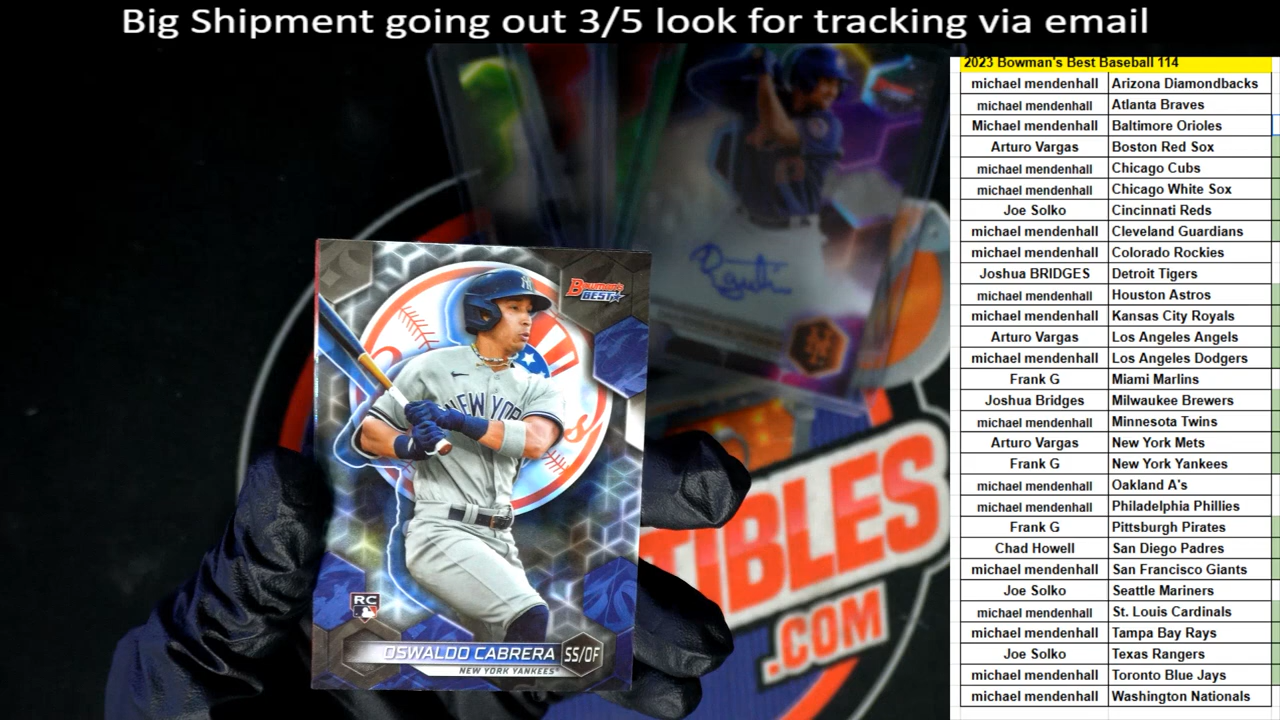 Big Shipment going out 3/5 look for tracking via email
2023 Bowman's Best Baseball 114
michael mendenhall Arizona Diamondbacks
michael mendenhall Atlanta Braves
Michael mendenhall Baltimore Orioles
Arturo Vargas Boston Red Sox
michael mendenhall Chicago Cubs
michael mendenhall Chicago White Sox
Joe Solko Cincinnati Reds
michael mendenhall Cleveland Guardians
michael mendenhall Colorado Rockies
Joshua BRIDGES Detroit Tigers
michael mendenhall Houston Astros
michael mendenhall Kansas City Royals
Arturo Vargas Los Angeles Angels
michael mendenhall Los Angeles Dodgers
Frank G Miami Marlins
Joshua Bridges Milwaukee Brewers
michael mendenhall Minnesota Twins
Arturo Vargas New York Mets
Frank G New York Yankees
michael mendenhall Oakland A's
michael mendenhall Philadelphia Phillies
Frank G Pittsburgh Pirates
Chad Howell San Diego Padres
michael mendenhall San Francisco Giants
Joe Solko Seattle Mariners
michael mendenhall St. Louis Cardinals
michael mendenhall Tampa Bay Rays
Joe Solko Texas Rangers
michael mendenhall Toronto Blue Jays
michael mendenhall Washington Nationals
Bowman's
BEST
NEW YOR
RC
OSWALDO CABRERA SS/OF
NEW YORK YANKEES
TIBLES
.COM